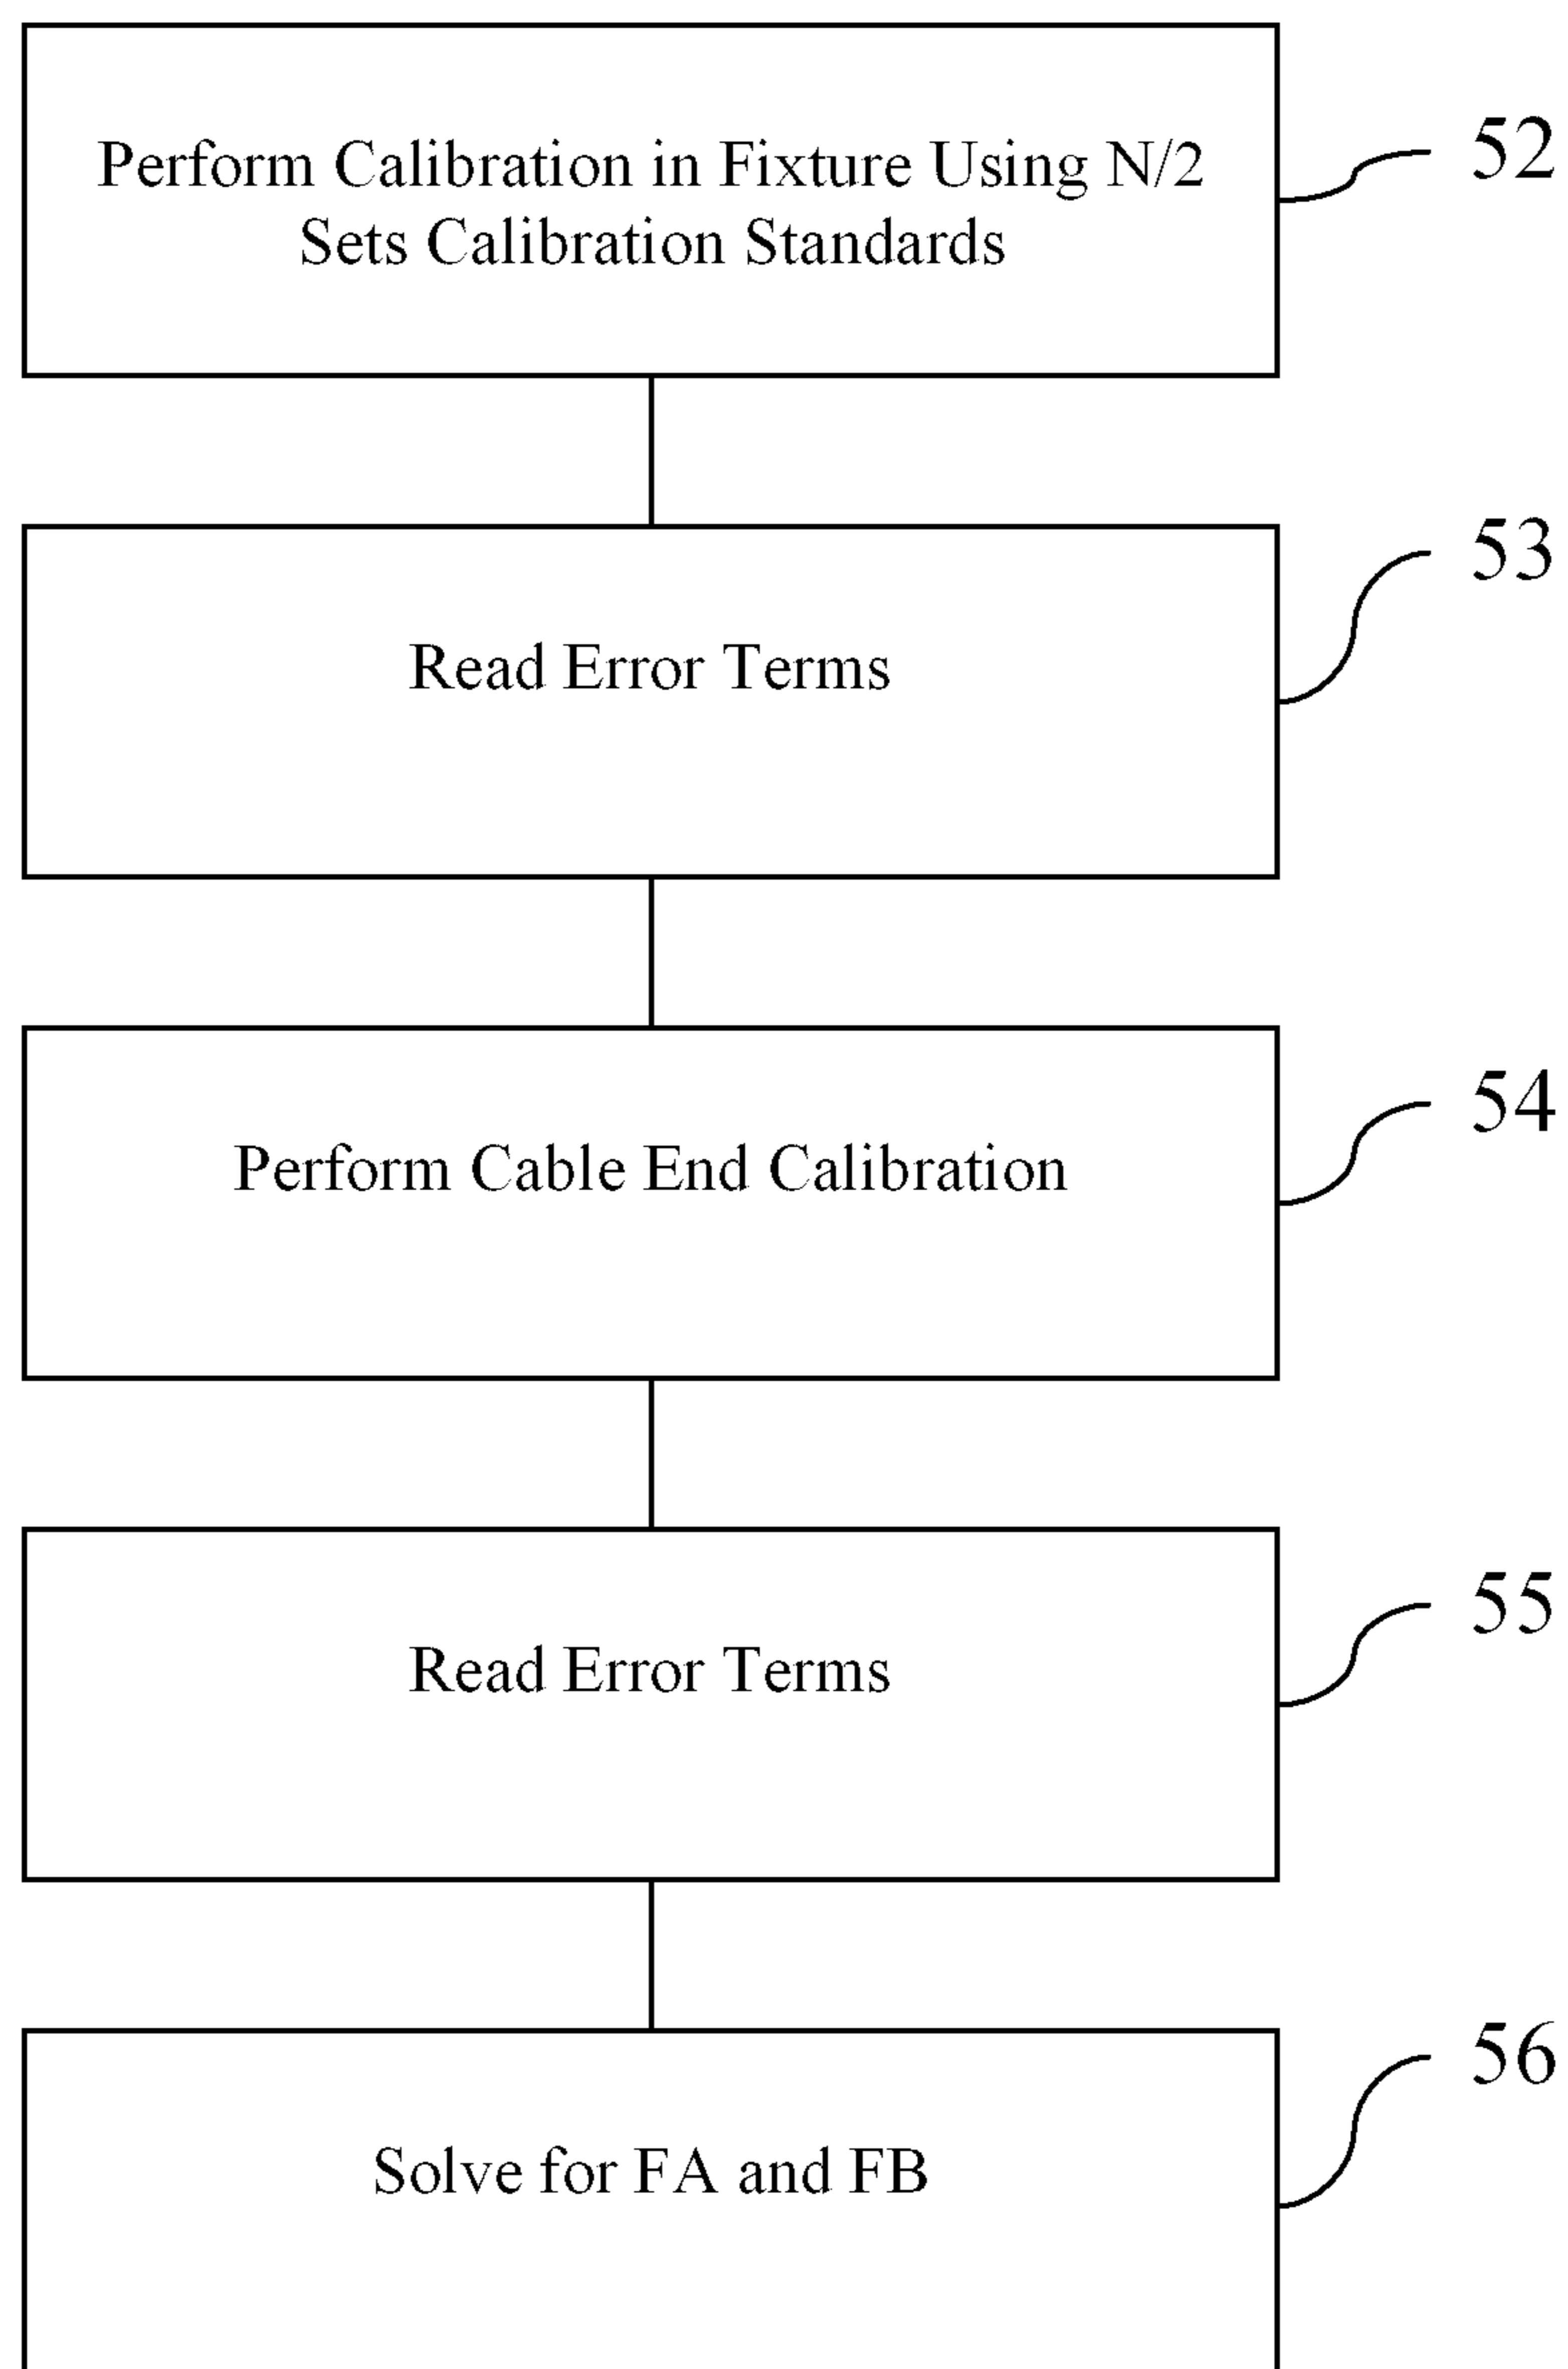 Perform Calibration in Fixture Using N/2
Sets Calibration Standards
52
Read Error Terms
53
Perform Cable End Calibration
54
Read Error Terms
55
Solve for FA and FB
56